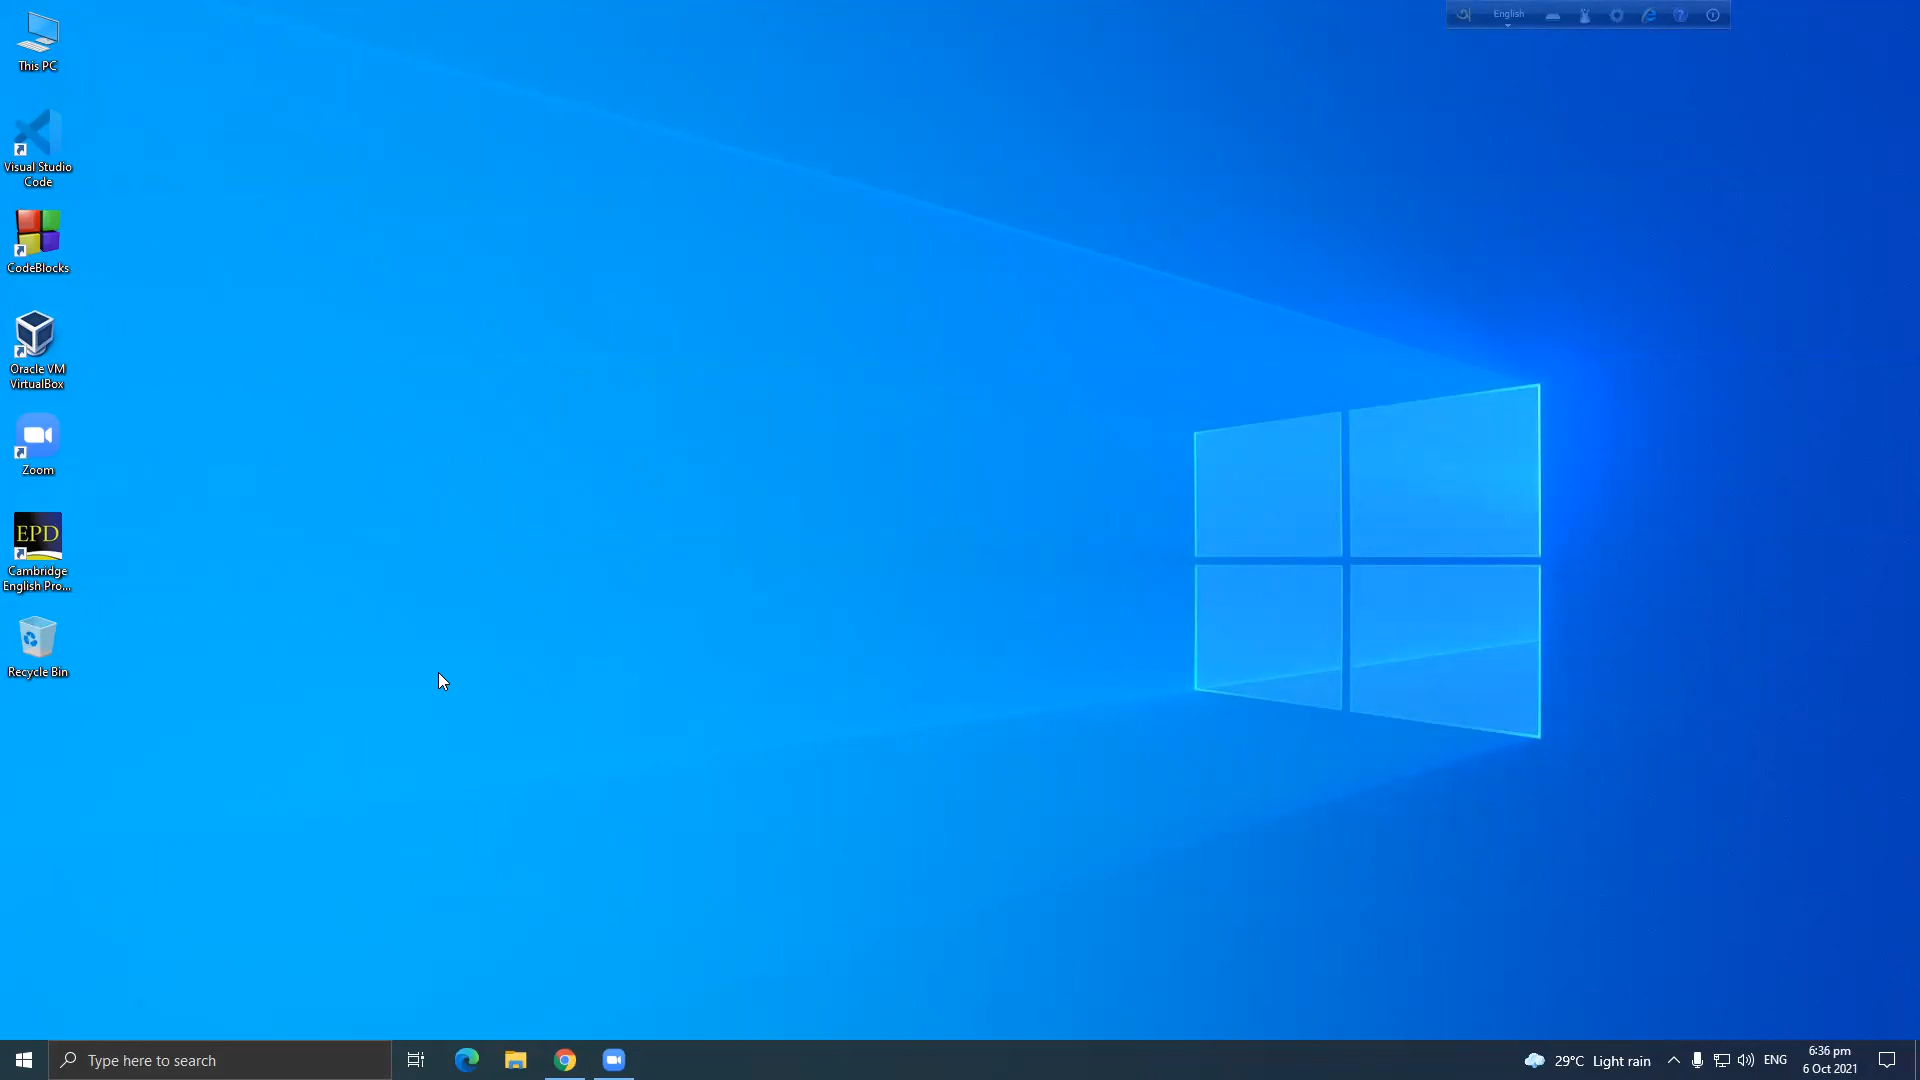 This PC
Visual Studio
Code
CodeBlocks
Oracle VM
VirtualBox
Zoom
EPD
Cambridge
English Pro...
Recycle Bin
English
Type here to search
29°C Light rain
ENG
6:36 pm
6 Oct 2021